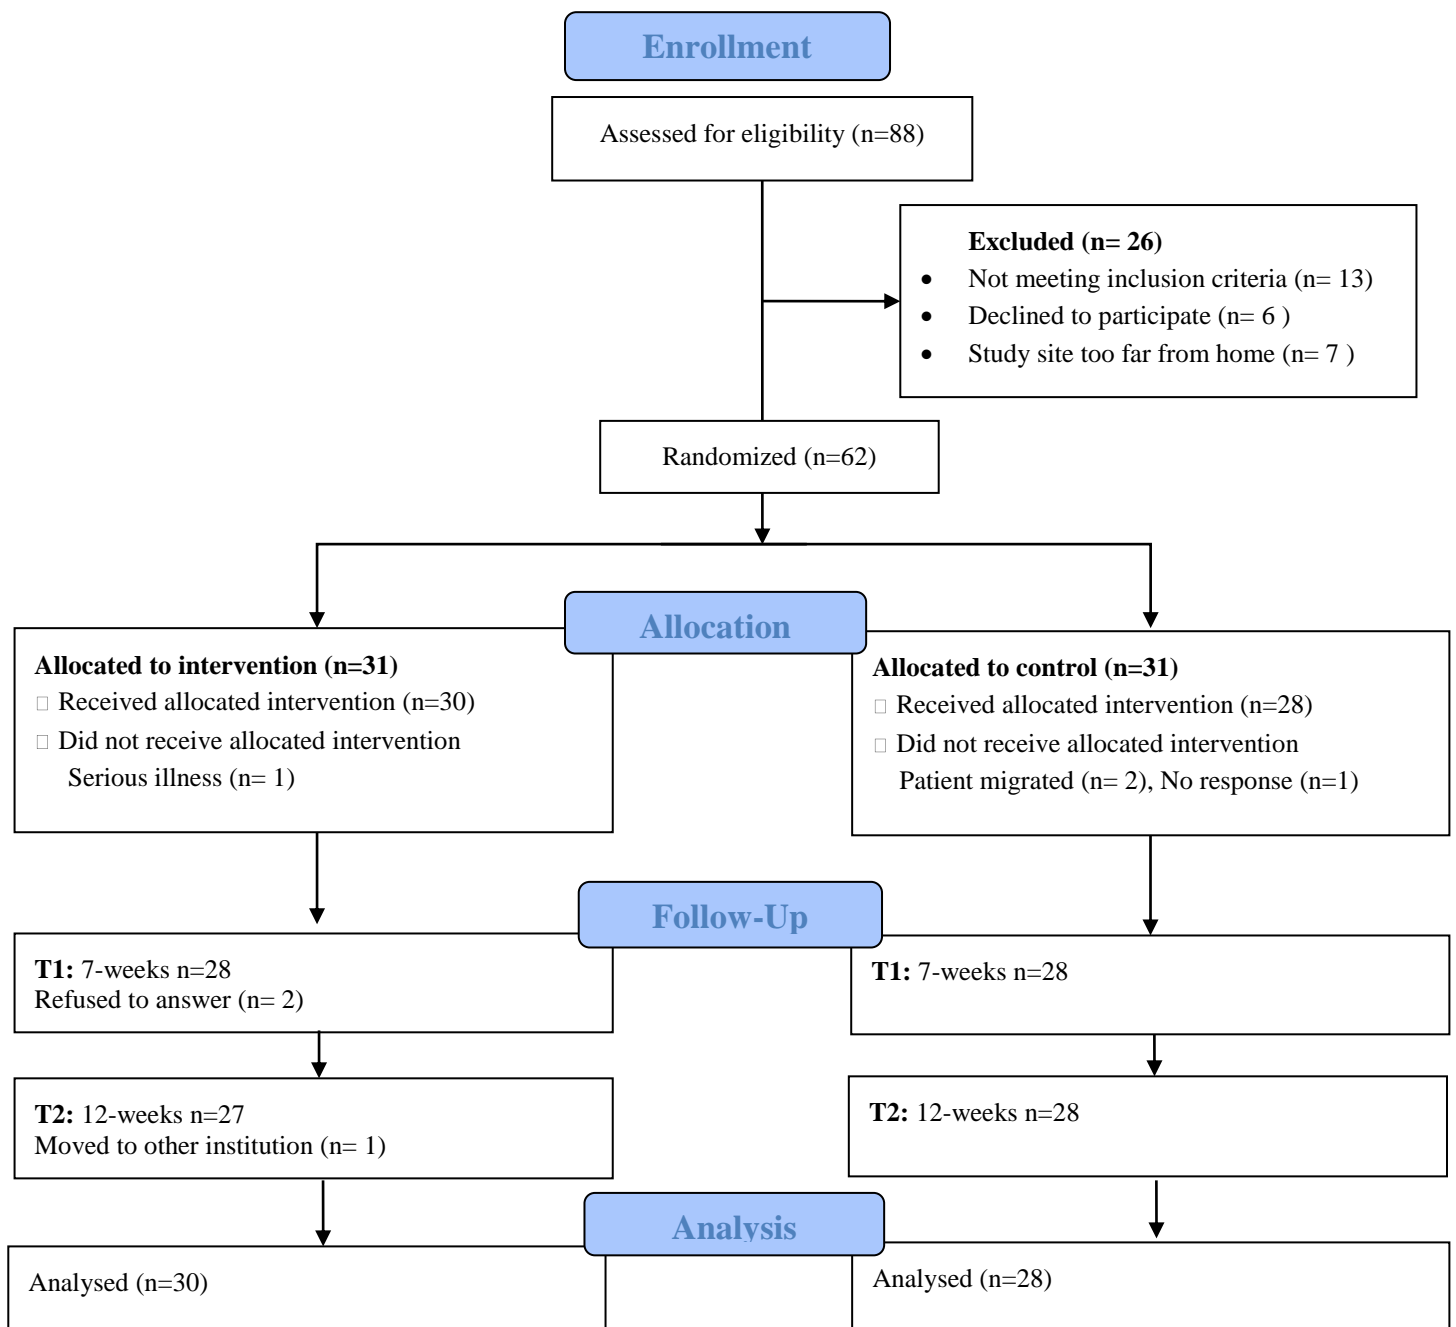 Enrollment
Assessed for eligibility (n=88)
Excluded (n= 26)
• Not meeting inclusion criteria (n= 13)
• Declined to participate (n= 6 )
• Study site too far from home (n= 7 )
Randomized (n=62)
Allocation
Allocated to intervention (n=31)
□ Received allocated intervention (n=30)
□ Did not receive allocated intervention
Serious illness (n= 1)
Allocated to control (n=31)
□ Received allocated intervention (n=28)
□ Did not receive allocated intervention
Patient migrated (n= 2), No response (n=1)
Follow-Up
T1: 7-weeks n=28
Refused to answer (n= 2)
T1: 7-weeks n=28
T2: 12-weeks n=27
Moved to other institution (n= 1)
T2: 12-weeks n=28
Analysis
Analysed (n=30)
Analysed (n=28)